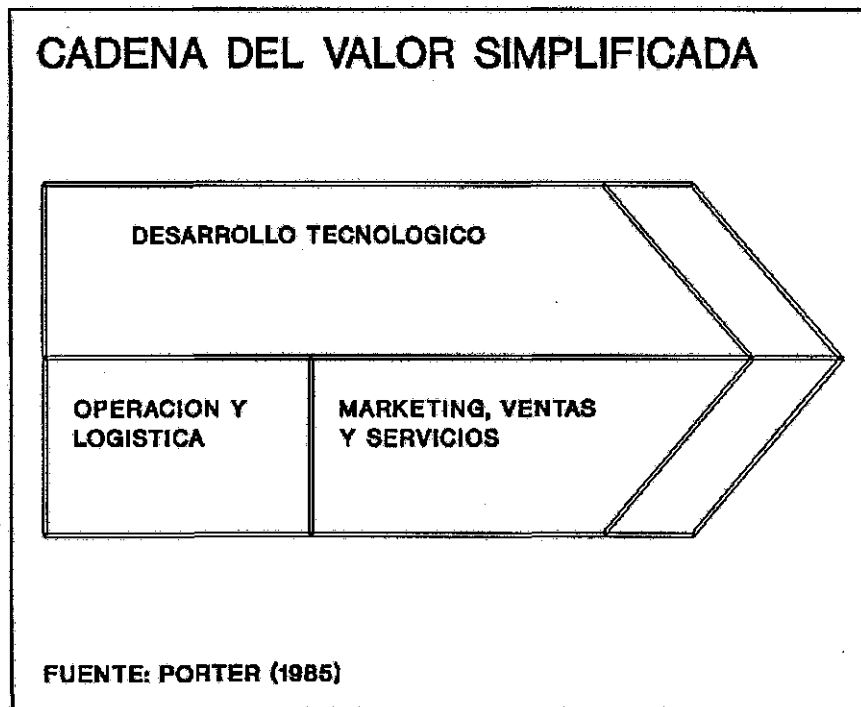 CADENA DEL VALOR SIMPLIFICADA
DESARROLLO TECNOLOGICO
OPERACION Y
LOGISTICA
MARKETING, VENTAS
Y SERVICIOS
FUENTE: PORTER (1985)